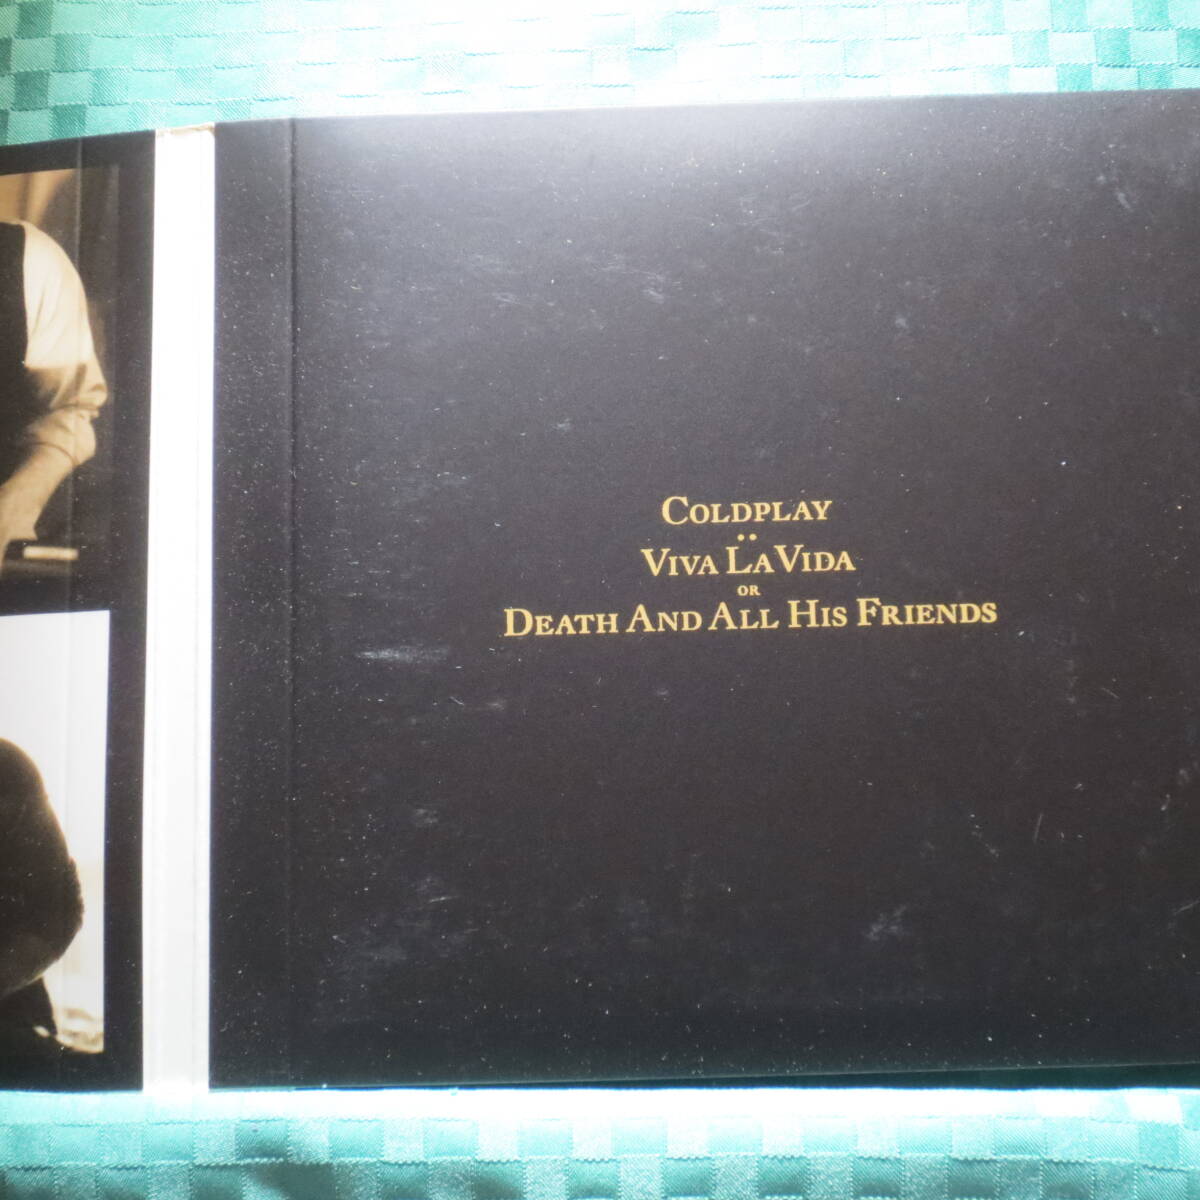 COLDPLAY
••
VIVA LA VIDA
OR
DEATH AND ALL HIS FRIENDS